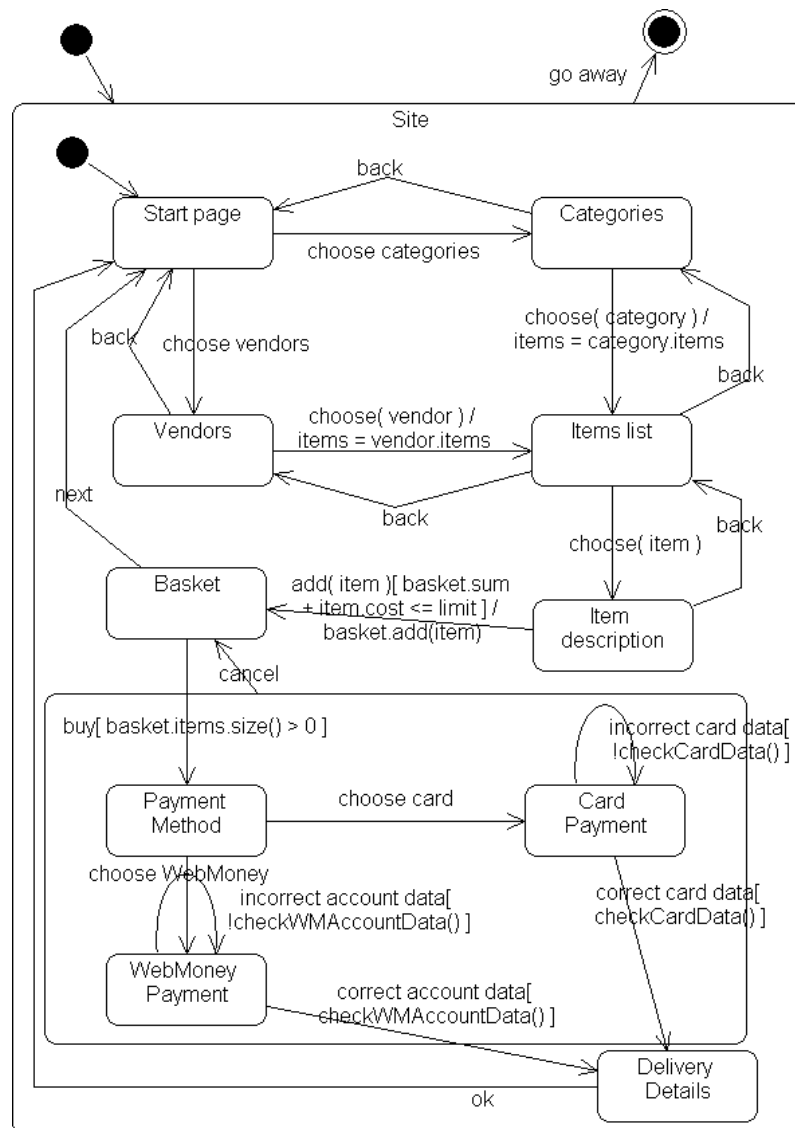 go away
Site
back
Start page
Categories
choose categories
choose( category ) /
items = category.items
back
choose vendors
back
choose( vendor ) /
items = vendor.items
Vendors
Items list
back
next
back
choose( item )
Basket
add( item )[ basket.sum
+ item.cost <= limit ] /
basket.add(item)
Item
description
cancel
buy[ basket.items.size() > 0 ]
incorrect card data[
!checkCardData() ]
Payment
Method
choose card
Card
Payment
choose WebMoney
incorrect account data[
!checkWMAccountData() ]
correct card data[
checkCardData() ]
WebMoney
Payment
correct account data[
checkWMAccountData() ]
Delivery
Details
ok